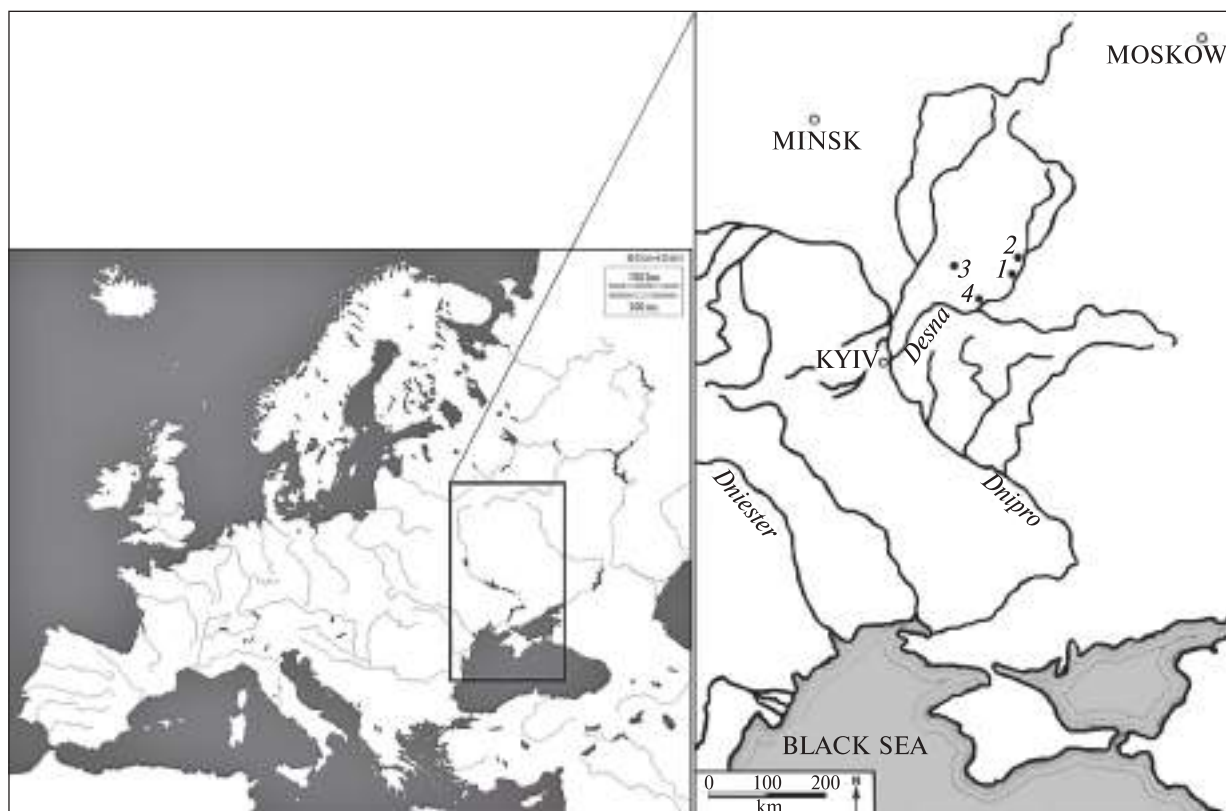 MOSKOW
MINSK
2
3
1
4
Desna
KYIV
Dniester
Dnipro
BLACK SEA
0 100 200
km
N